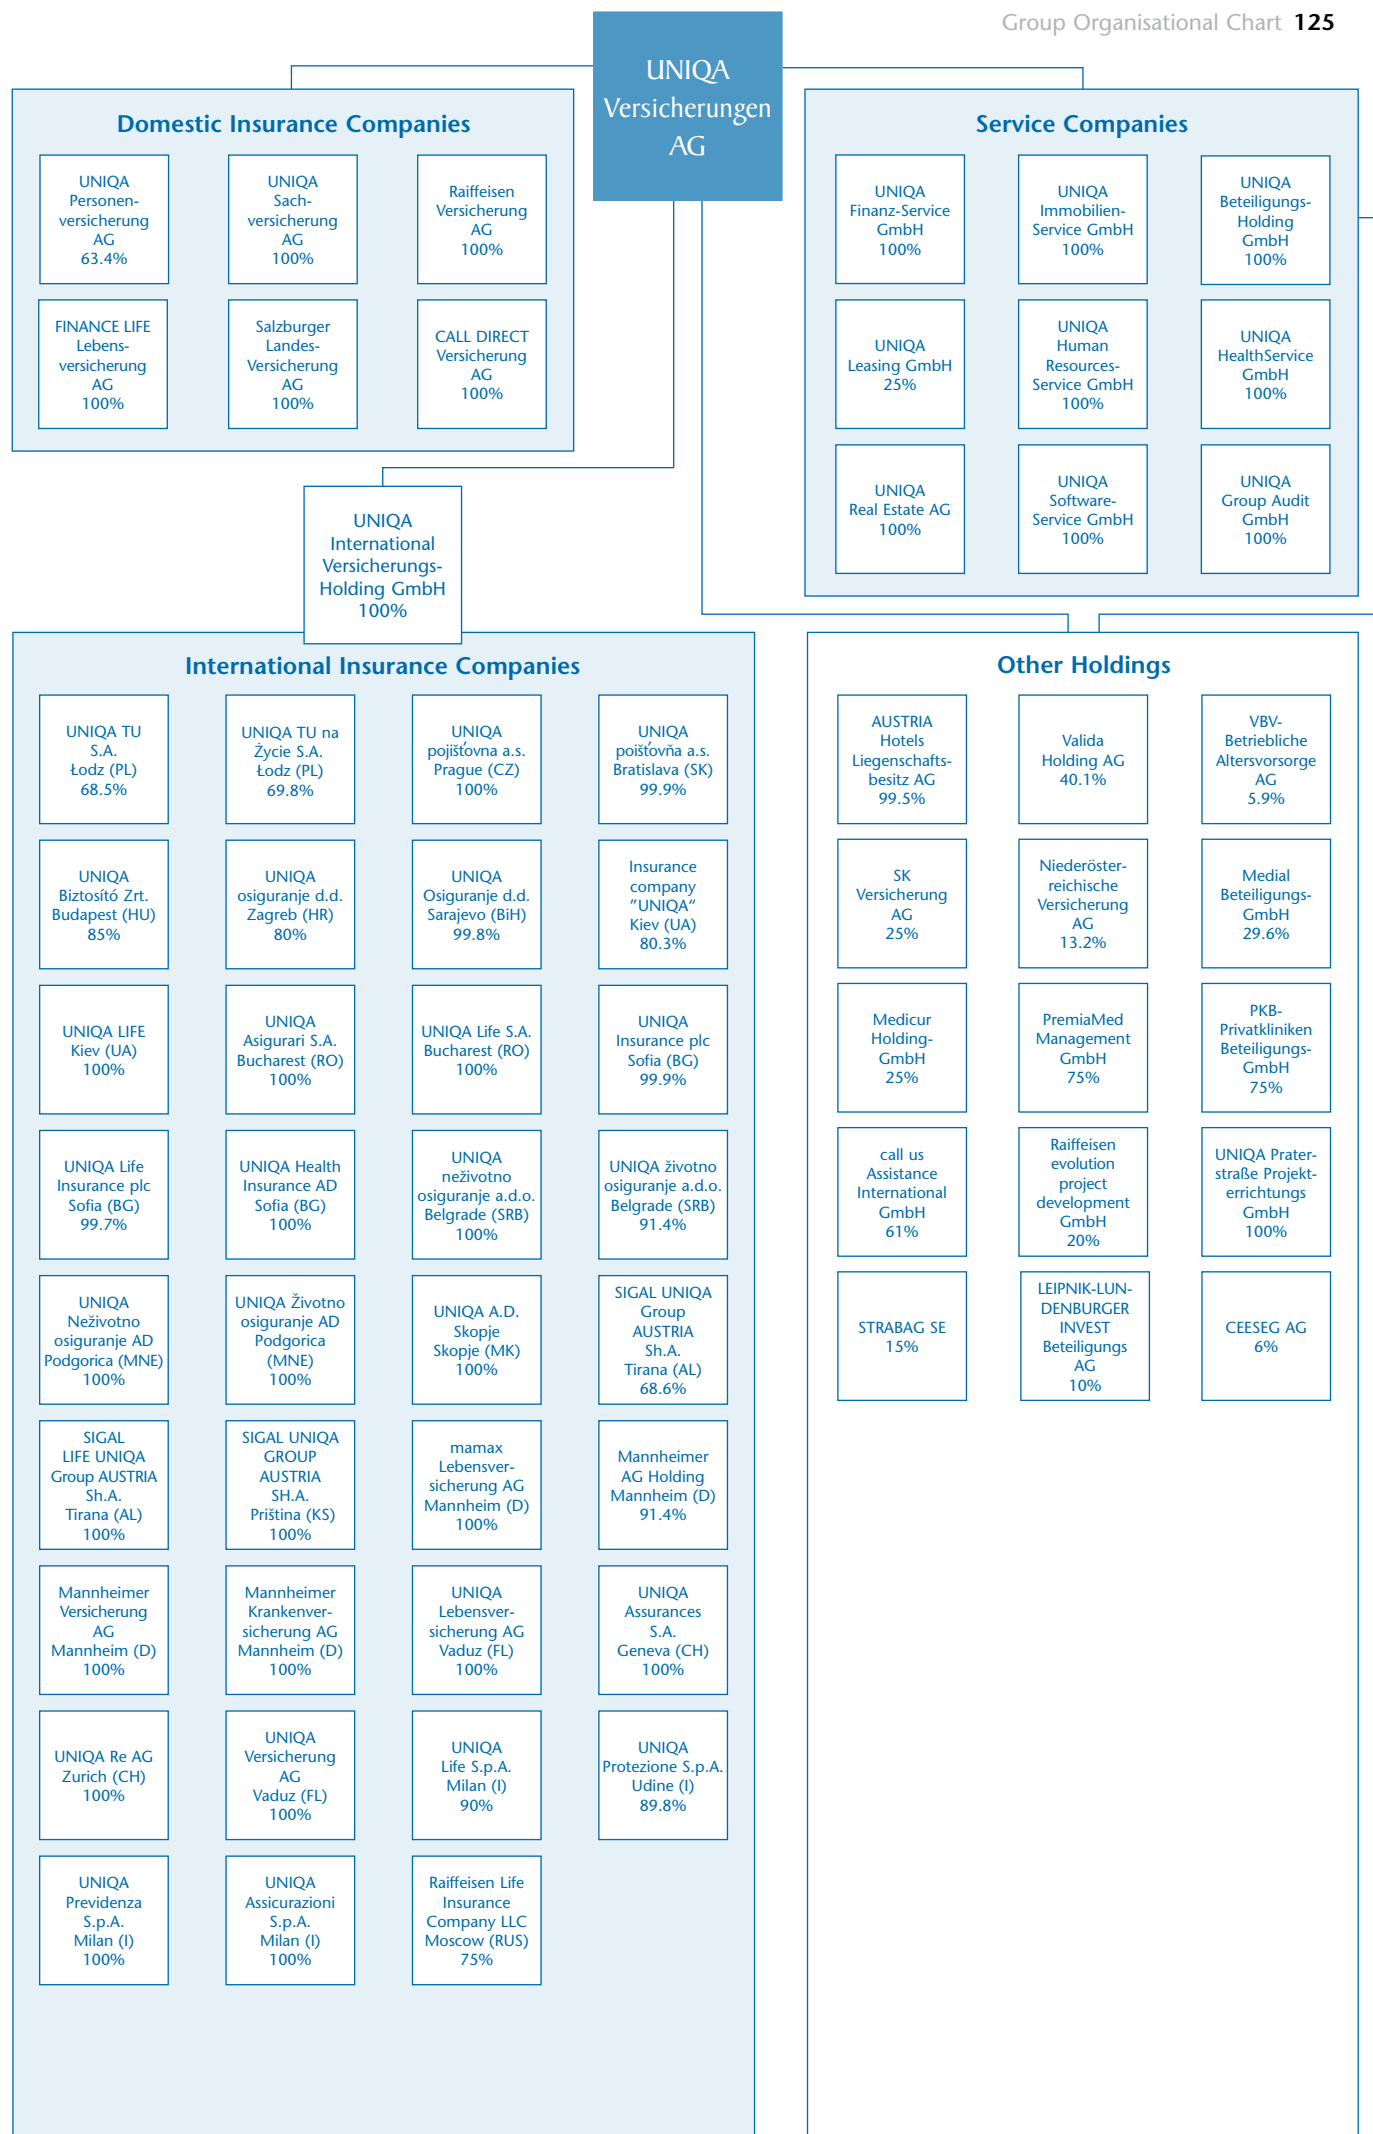 Group Organisational Chart 125
UNIQA
Versicherungen
AG
Domestic Insurance Companies
UNIQA
Personen-
versicherung
AG
63.4%
UNIQA
Sach-
versicherung
AG
100%
Raiffeisen
Versicherung
AG
100%
FINANCE LIFE
Lebens-
versicherung
AG
100%
Salzburger
Landes-
Versicherung
AG
100%
CALL DIRECT
Versicherung
AG
100%
Service Companies
UNIQA
Finanz-Service
GmbH
100%
UNIQA
Immobilien-
Service GmbH
100%
UNIQA
Beteiligungs-
Holding
GmbH
100%
UNIQA
Leasing GmbH
25%
UNIQA
Human
Resources-
Service GmbH
100%
UNIQA
HealthService
GmbH
100%
UNIQA
Real Estate AG
100%
UNIQA
Software-
Service GmbH
100%
UNIQA
Group Audit
GmbH
100%
UNIQA
International
Versicherungs-
Holding GmbH
100%
International Insurance Companies
UNIQA TU
S.A.
Łodz (PL)
68.5%
UNIQA TU na
Życie S.A.
Łodz (PL)
69.8%
UNIQA
pojišťovna a.s.
Prague (CZ)
100%
UNIQA
poišťovňa a.s.
Bratislava (SK)
99.9%
UNIQA
Biztosító Zrt.
Budapest (HU)
85%
UNIQA
osiguranje d.d.
Zagreb (HR)
80%
UNIQA
Osiguranje d.d.
Sarajevo (BiH)
99.8%
Insurance
company
”UNIQA“
Kiev (UA)
80.3%
UNIQA LIFE
Kiev (UA)
100%
UNIQA
Asigurari S.A.
Bucharest (RO)
100%
UNIQA Life S.A.
Bucharest (RO)
100%
UNIQA
Insurance plc
Sofia (BG)
99.9%
UNIQA Life
Insurance plc
Sofia (BG)
99.7%
UNIQA Health
Insurance AD
Sofia (BG)
100%
UNIQA
neživotno
osiguranje a.d.o.
Belgrade (SRB)
100%
UNIQA životno
osiguranje a.d.o.
Belgrade (SRB)
91.4%
UNIQA
Neživotno
osiguranje AD
Podgorica (MNE)
100%
UNIQA Životno
osiguranje AD
Podgorica
(MNE)
100%
UNIQA A.D.
Skopje
Skopje (MK)
100%
SIGAL UNIQA
Group
AUSTRIA
Sh.A.
Tirana (AL)
68.6%
SIGAL
LIFE UNIQA
Group AUSTRIA
Sh.A.
Tirana (AL)
100%
SIGAL UNIQA
GROUP
AUSTRIA
SH.A.
Priština (KS)
100%
mamax
Lebensver-
sicherung AG
Mannheim (D)
100%
Mannheimer
AG Holding
Mannheim (D)
91.4%
Mannheimer
Versicherung
AG
Mannheim (D)
100%
Mannheimer
Krankenver-
sicherung AG
Mannheim (D)
100%
UNIQA
Lebensver-
sicherung AG
Vaduz (FL)
100%
UNIQA
Assurances
S.A.
Geneva (CH)
100%
UNIQA Re AG
Zurich (CH)
100%
UNIQA
Versicherung
AG
Vaduz (FL)
100%
UNIQA
Life S.p.A.
Milan (I)
90%
UNIQA
Protezione S.p.A.
Udine (I)
89.8%
UNIQA
Previdenza
S.p.A.
Milan (I)
100%
UNIQA
Assicurazioni
S.p.A.
Milan (I)
100%
Raiffeisen Life
Insurance
Company LLC
Moscow (RUS)
75%
Other Holdings
AUSTRIA
Hotels
Liegenschafts-
besitz AG
99.5%
Valida
Holding AG
40.1%
VBV-
Betriebliche
Altersvorsorge
AG
5.9%
SK
Versicherung
AG
25%
Niederöster-
reichische
Versicherung
AG
13.2%
Medial
Beteiligungs-
GmbH
29.6%
Medicur
Holding-
GmbH
25%
PremiaMed
Management
GmbH
75%
PKB-
Privatkliniken
Beteiligungs-
GmbH
75%
call us
Assistance
International
GmbH
61%
Raiffeisen
evolution
project
development
GmbH
20%
UNIQA Prater-
straße Projekt-
errichtungs
GmbH
100%
STRABAG SE
15%
LEIPNIK-LUN-
DENBURGER
INVEST
Beteiligungs
AG
10%
CEESEG AG
6%